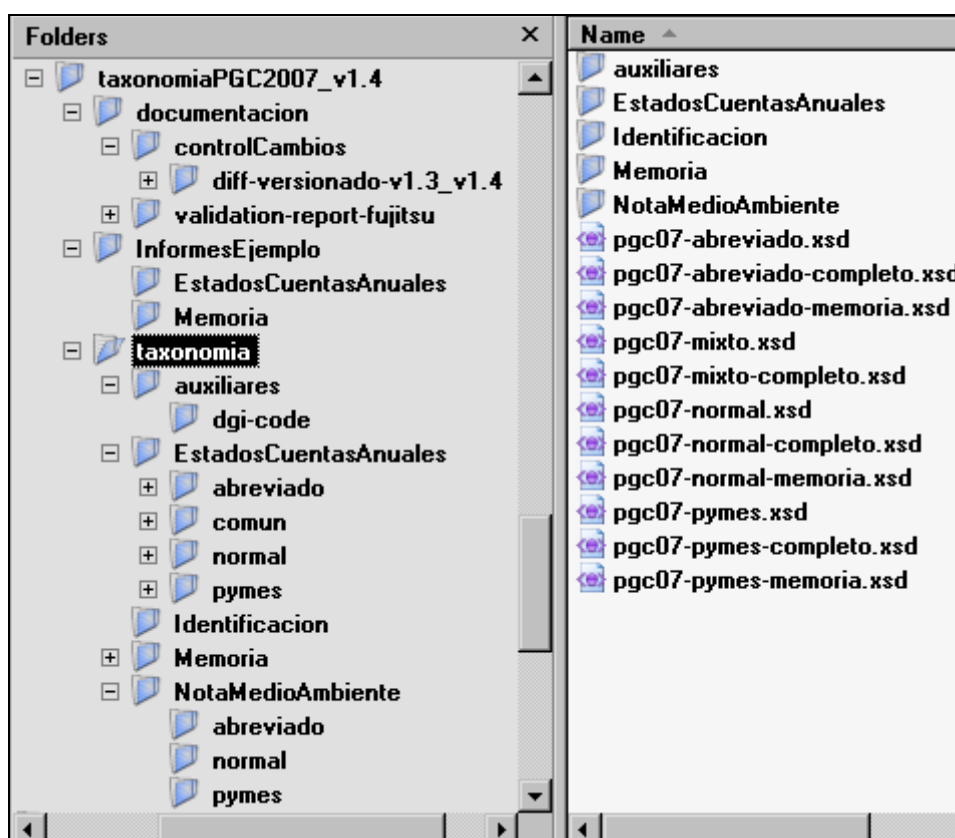 Folders
taxonomiaPGC2007_v1.4
documentacion
controlCambios
diff-versionado-v1.3_v1.4
validation-report-fujitsu
InformesEjemplo
EstadosCuentasAnuales
Memoria
taxonomia
auxiliares
dgi-code
EstadosCuentasAnuales
abreviado
comun
normal
pymes
Identificacion
Memoria
NotaMedioAmbiente
abreviado
normal
pymes
Name
auxiliares
EstadosCuentasAnuales
Identificacion
Memoria
NotaMedioAmbiente
pgc07-abreviado.xsd
pgc07-abreviado-completo.xsd
pgc07-abreviado-memoria.xsd
pgc07-mixto.xsd
pgc07-mixto-completo.xsd
pgc07-normal.xsd
pgc07-normal-completo.xsd
pgc07-normal-memoria.xsd
pgc07-pymes.xsd
pgc07-pymes-completo.xsd
pgc07-pymes-memoria.xsd